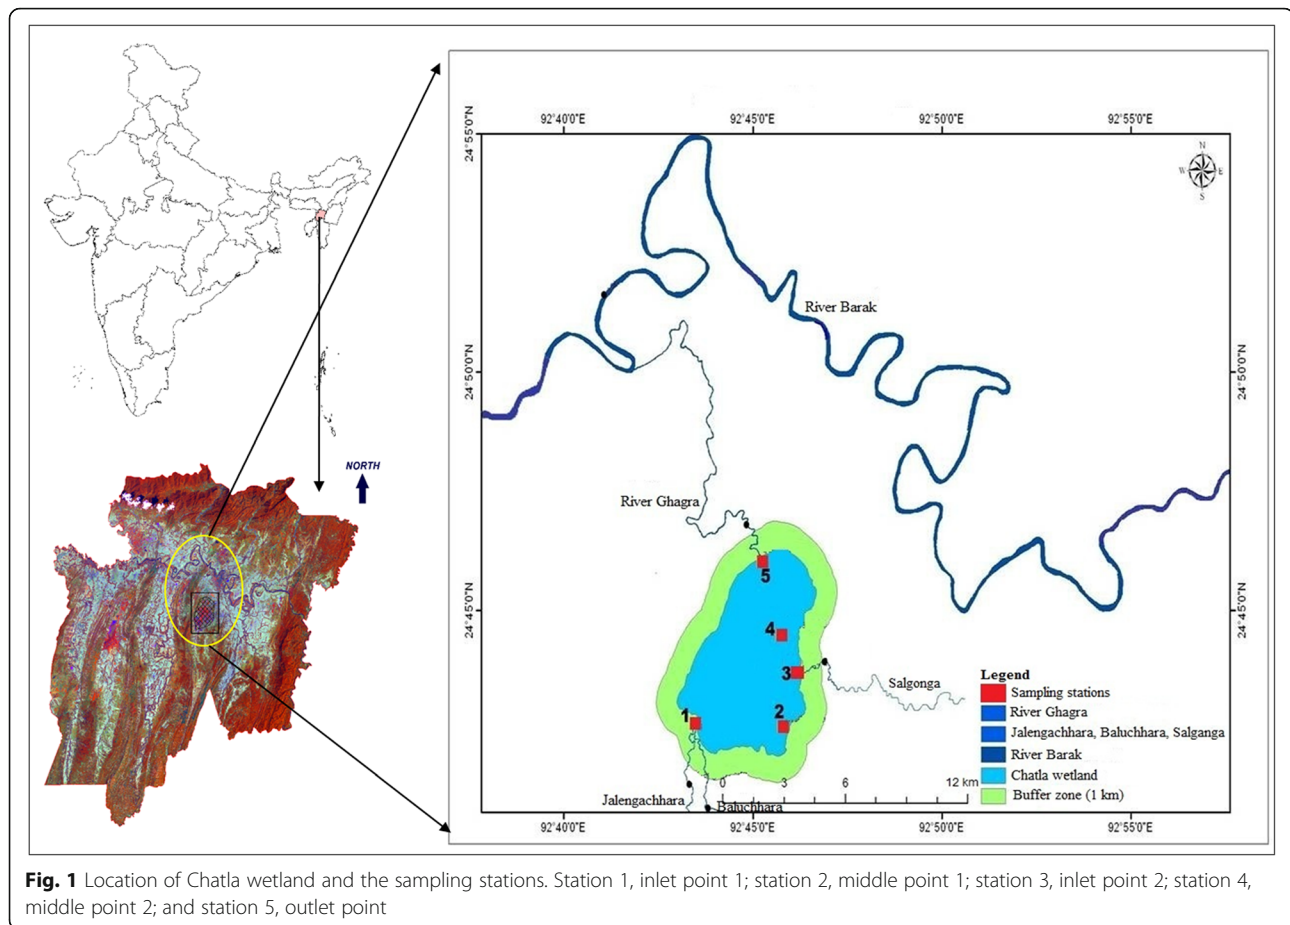 NORTH
92°40'0"E 92°45'0"E 92°50'0"E 92°55'0"E
24°55'0"N 24°55'0"N
N
W E
S
River Barak
24°50'0"N 24°50'0"N
River Ghagra
5
24°45'0"N 24°45'0"N
4
3
Salgonga
1 2
Legend
Sampling stations
River Ghagra
Jalengachhara, Baluchhara, Salganga
River Barak
Chatla wetland
Buffer zone (1 km)
0 3 6 12 km
Jalengachhara
Baluchhara
92°40'0"E 92°45'0"E 92°50'0"E 92°55'0"E
Fig. 1 Location of Chatla wetland and the sampling stations. Station 1, inlet point 1; station 2, middle point 1; station 3, inlet point 2; station 4,
middle point 2; and station 5, outlet point